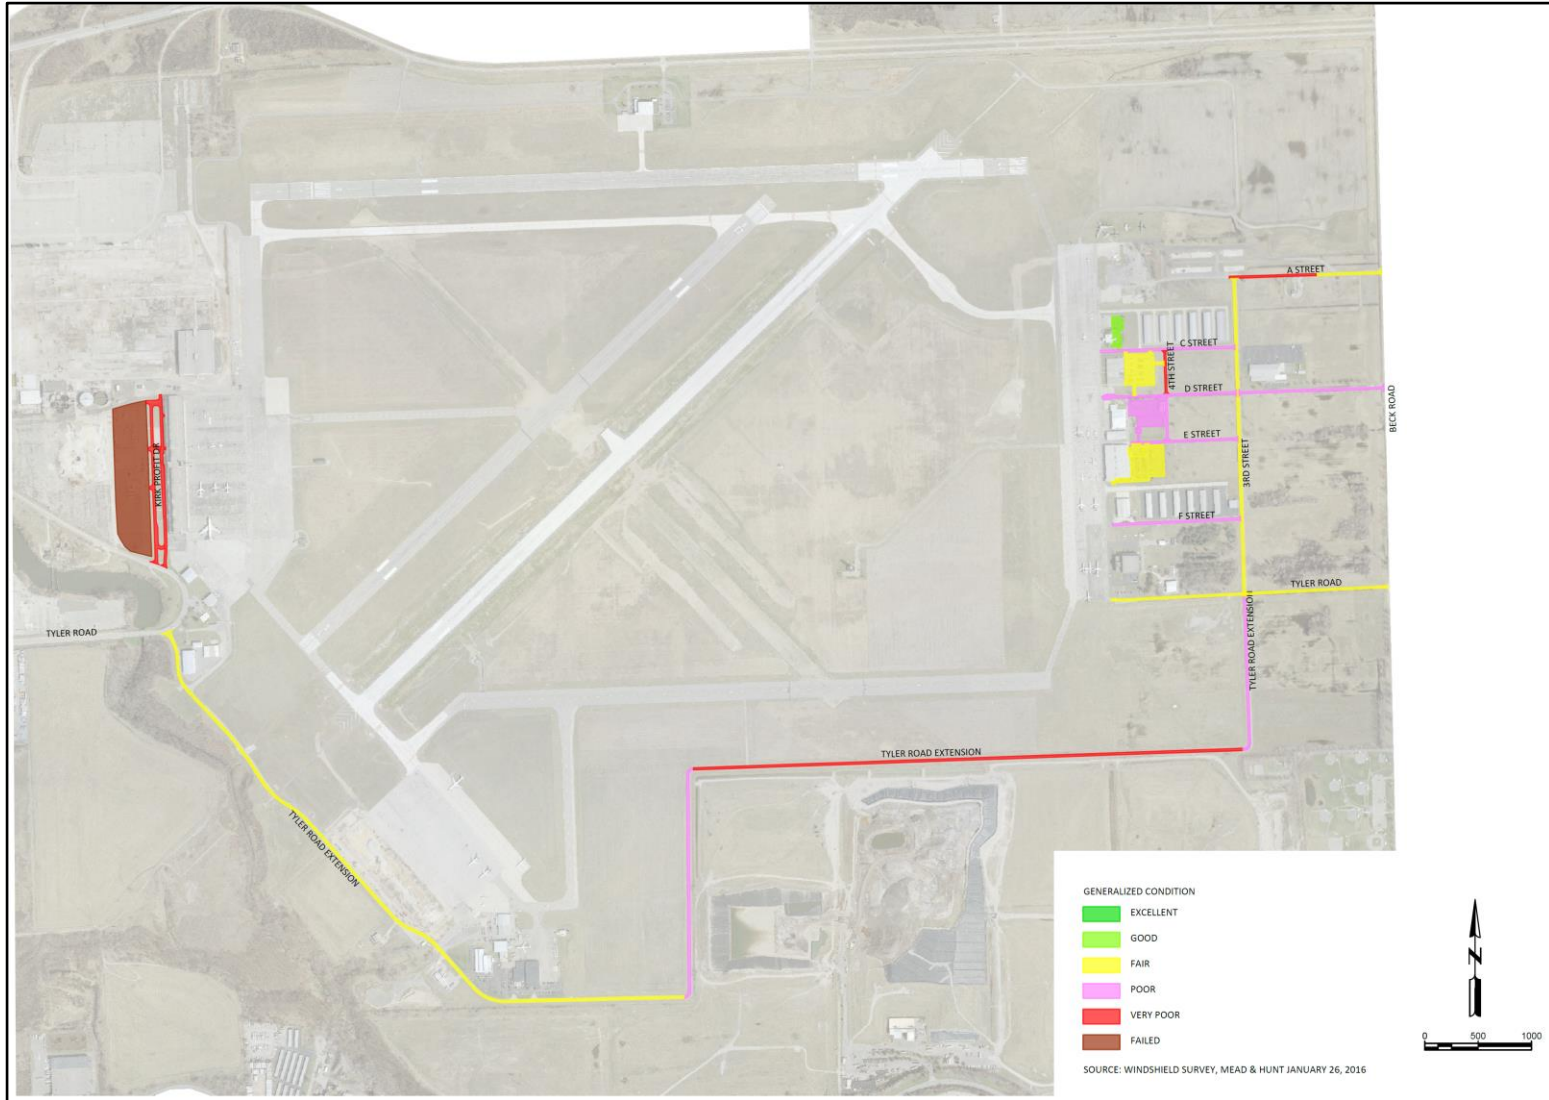 A STREET
C STREET
4TH STREET
D STREET
BECK ROAD
E STREET
3RD STREET
KIRK PROFIT DR
F STREET
TYLER ROAD
TYLER ROAD EXTENSION
TYLER ROAD
TYLER ROAD EXTENSION
TYLER ROAD EXTENSION
GENERALIZED CONDITION
EXCELLENT
GOOD
FAIR
POOR
VERY POOR
FAILED
SOURCE: WINDSHIELD SURVEY, MEAD & HUNT JANUARY 26, 2016
N
0 500 1000